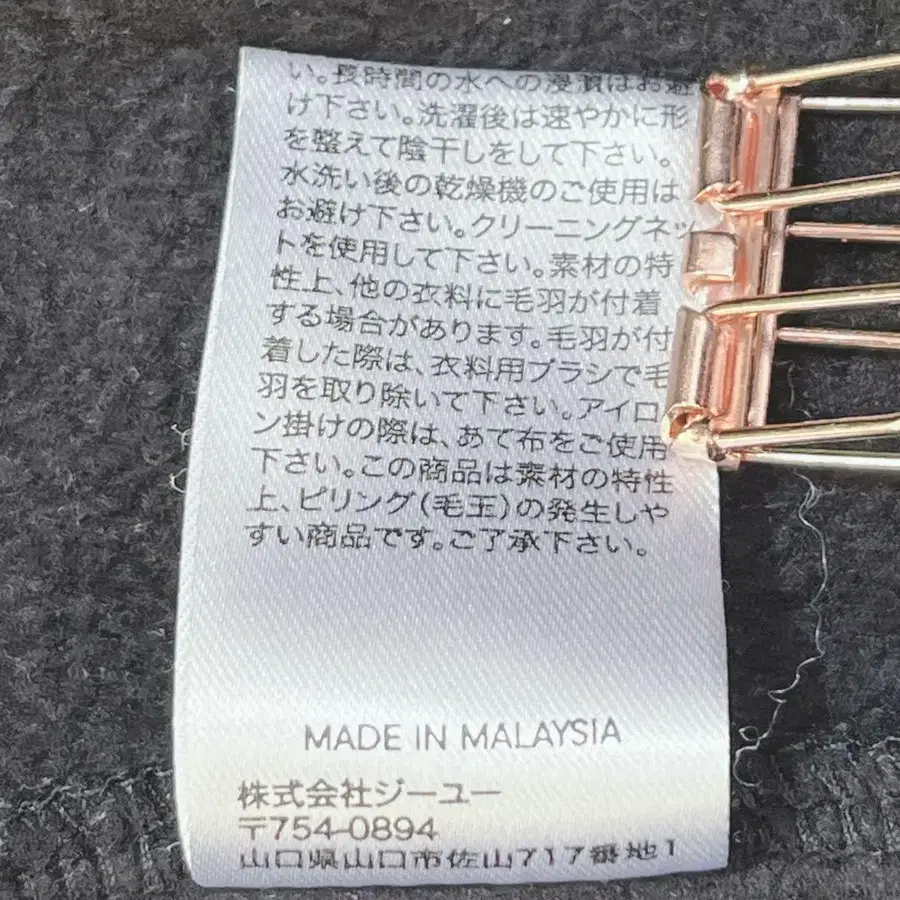 い。長時間の水への浸漬はお避
け下さい。洗濯後は速やかに形
を整えて陰干しをして下さい。
水洗い後の乾燥機のご使用は
お避け下さい。クリーニングネッ
トを使用して下さい。素材の特
性上、他の衣料に毛羽が付着
する場合があります。毛羽が付
着した際は、衣料用ブラシで毛
羽を取り除いて下さい。アイロ
ン掛けの際は、あて布をご使用
下さい。この商品は素材の特性
上、ピリング(毛玉)の発生しや
すい商品です。ご了承下さい。
MADE IN MALAYSIA
株式会社ジーユー
〒754-0894
山口県山口市佐山717番地1